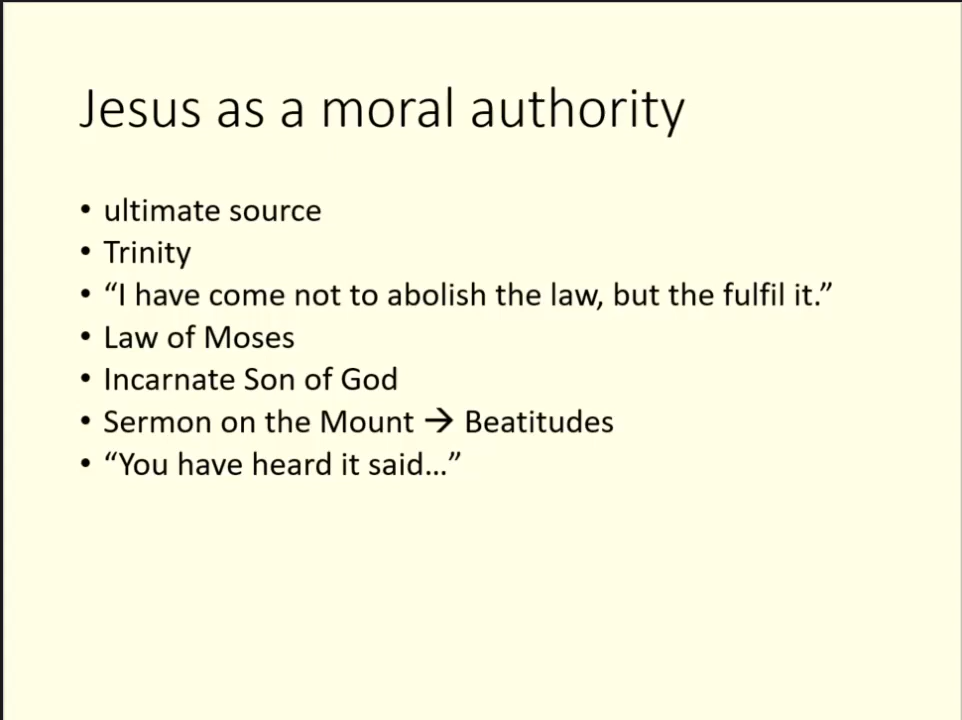 Jesus as a moral authority
• ultimate source
• Trinity
• “I have come not to abolish the law, but the fulfil it.”
• Law of Moses
• Incarnate Son of God
• Sermon on the Mount → Beatitudes
• “You have heard it said…”